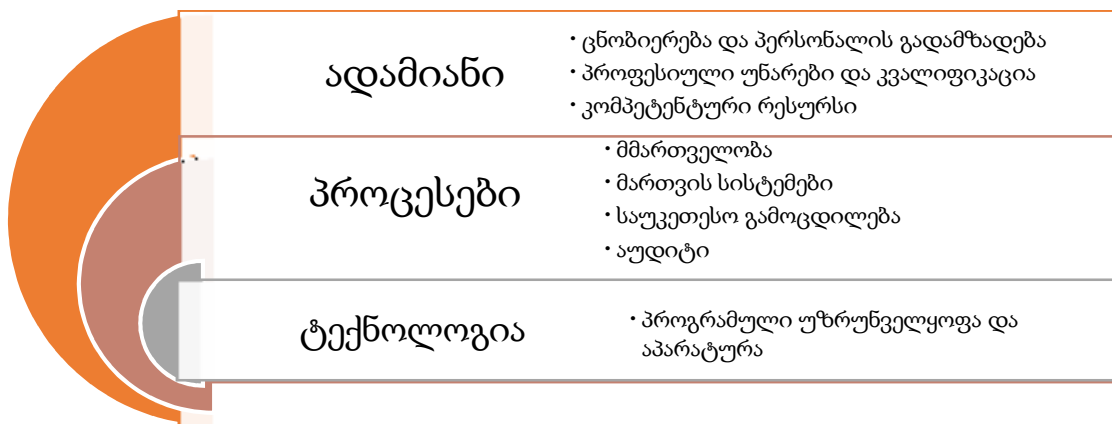 ადამიანი
• ცნობიერება და პერსონალის გადამზადება
• პროფესიული უნარები და კვალიფიკაცია
• კომპეტენტური რესურსი
პროცესები
• მმართველობა
• მართვის სისტემები
• საუკეთესო გამოცდილება
• აუდიტი
ტექნოლოგია
• პროგრამული უზრუნველყოფა და
აპარატურა